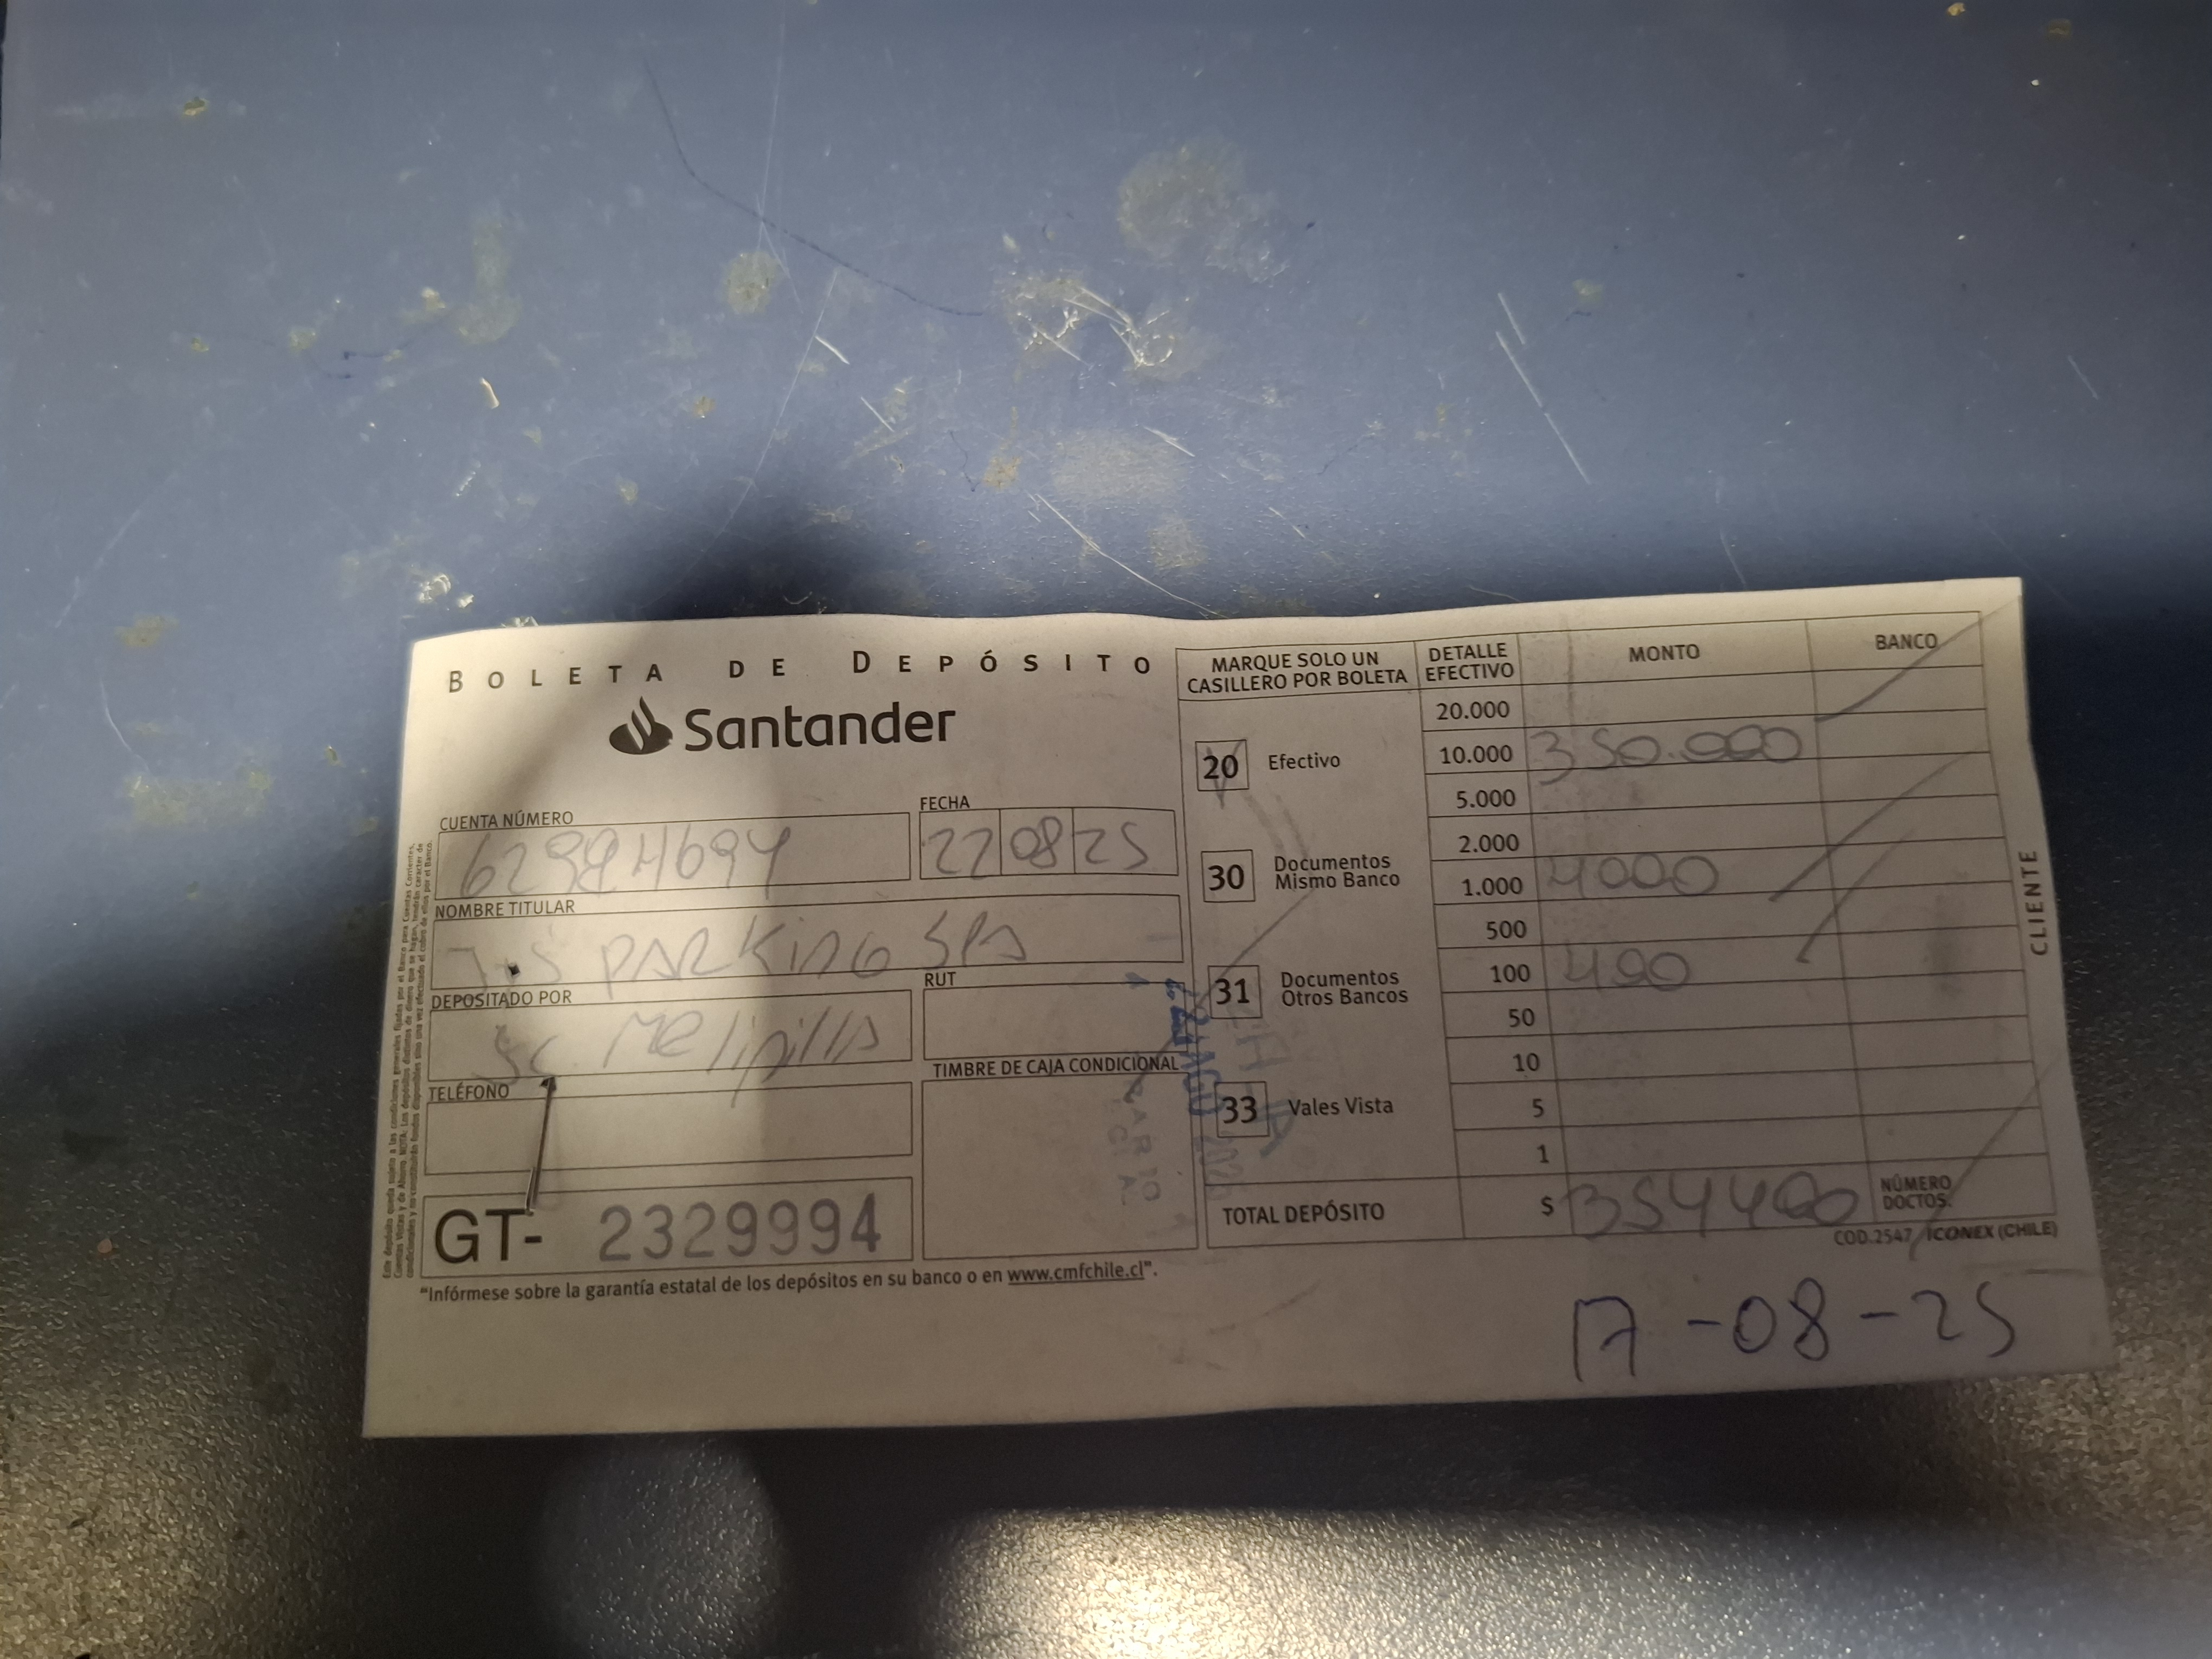 BOLETA DE DEPÓSITO
Santander
CUENTA NÚMERO
FECHA
22 08 25
NOMBRE TITULAR
PARKING SPA
DEPOSITADO POR
SC. Melipilla
RUT
TELÉFONO
TIMBRE DE CAJA CONDICIONAL
GT- 2329994
"Infórmese sobre la garantía estatal de los depósitos en su banco o en www.cmfchile.cl".
MARQUE SOLO UN CASILLERO POR BOLETA
20 Efectivo
30 Documentos Mismo Banco
31 Documentos Otros Bancos
33 Vales Vista
DETALLE EFECTIVO MONTO BANCO
20.000
10.000 350.000
5.000
2.000
1.000 4000
500
100 400
50
10
5
1
TOTAL DEPÓSITO $ 354400 NÚMERO DOCTOS.
COD.2547 / ICONEX (CHILE)
CLIENTE
17-08-25